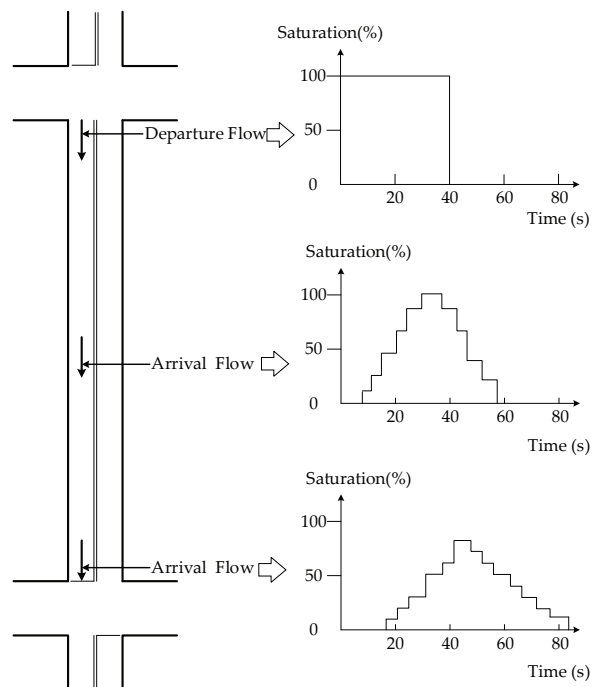 Saturation(%)
100
Departure Flow
50
0
20 40 60 80
Time (s)
Saturation(%)
100
Arrival Flow
50
0
20 40 60 80
Time (s)
Saturation(%)
100
Arrival Flow
50
0
20 40 60 80
Time (s)